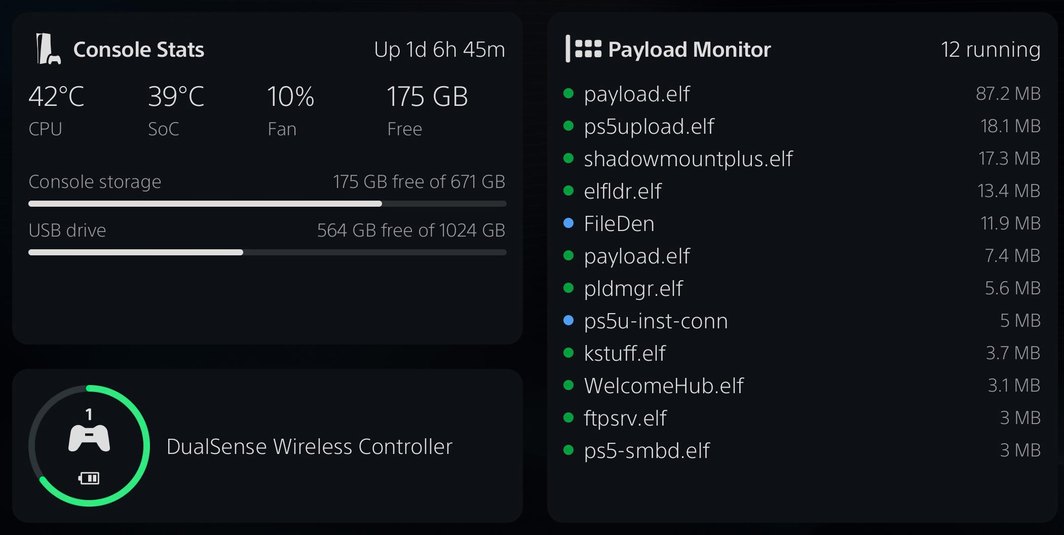 Console Stats Up 1d 6h 45m
42°C 39°C 10% 175 GB
CPU SoC Fan Free
Console storage 175 GB free of 671 GB
USB drive 564 GB free of 1024 GB
1
DualSense Wireless Controller
Payload Monitor 12 running
payload.elf 87.2 MB
ps5upload.elf 18.1 MB
shadowmountplus.elf 17.3 MB
elfldr.elf 13.4 MB
FileDen 11.9 MB
payload.elf 7.4 MB
pldmgr.elf 5.6 MB
ps5u-inst-conn 5 MB
kstuff.elf 3.7 MB
WelcomeHub.elf 3.1 MB
ftpsrv.elf 3 MB
ps5-smbd.elf 3 MB